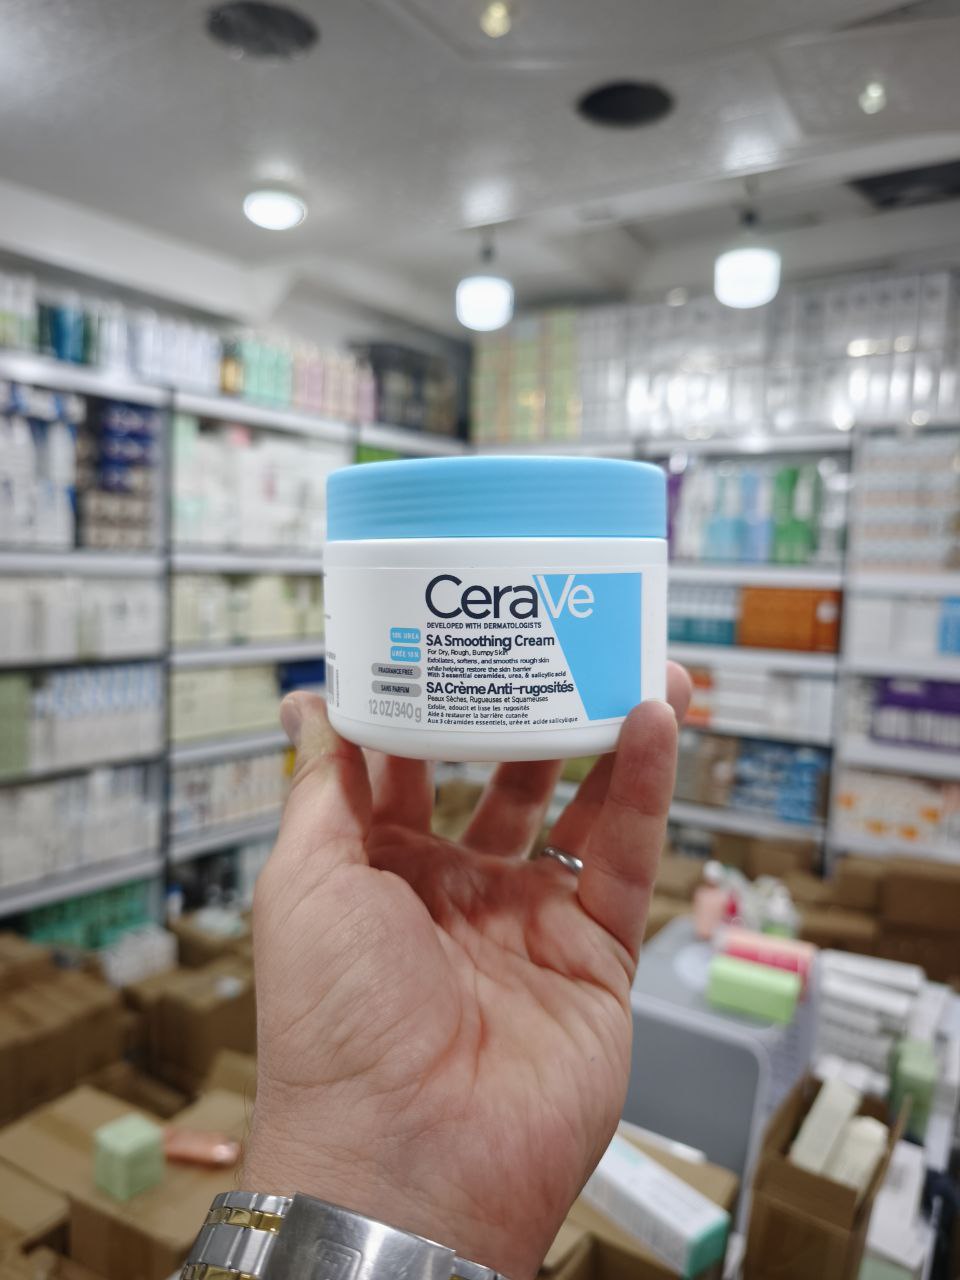 CeraVe
DEVELOPED WITH DERMATOLOGISTS
10% UREA
URÉE 10%
FRAGRANCE FREE
SANS PARFUM
SA Smoothing Cream
For Dry, Rough, Bumpy Skin
Exfoliates, softens, and smooths rough skin
while helping restore the skin barrier
With 3 essential ceramides, urea, & salicylic acid
SA Crème Anti-rugosités
Peaux Sèches, Rugueuses et Squameuses
Exfolie, adoucit et lisse les rugosités
Aide à restaurer la barrière cutanée
Aux 3 céramides essentiels, urée et acide salicylique
12 OZ/340g